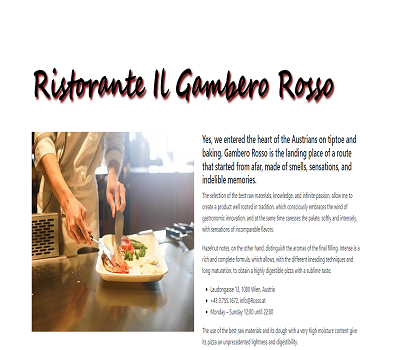 Ristorante Il Gambero Rosso
Yes, we entered the heart of the Austrians on tiptoe and
baking. Gambero Rosso is the landing place of a route
that started from afar, made of smells, sensations, and
indelible memories.
The selection of the best raw materials, knowledge, and infinite passion, allow me to
create a product well rooted in tradition, which consciously embraces the wind of
gastronomic innovation, and at the same time caresses the palate, softly and intensely,
with sensations of incomparable flavors.
Hazelnut notes, on the other hand, distinguish the aromas of the final filling. Intense is a
rich and complete formula, which allows, with the different kneading techniques and
long maturation, to obtain a highly digestible pizza with a sublime taste.
Laudongasse 13, 1080 Wien, Austria
+43 0.755.1672, info@Rosso.at
Monday – Sunday 12:00 until 22:00
The use of the best raw materials and its dough with a very high moisture content give
its pizza an unprecedented lightness and digestibility.